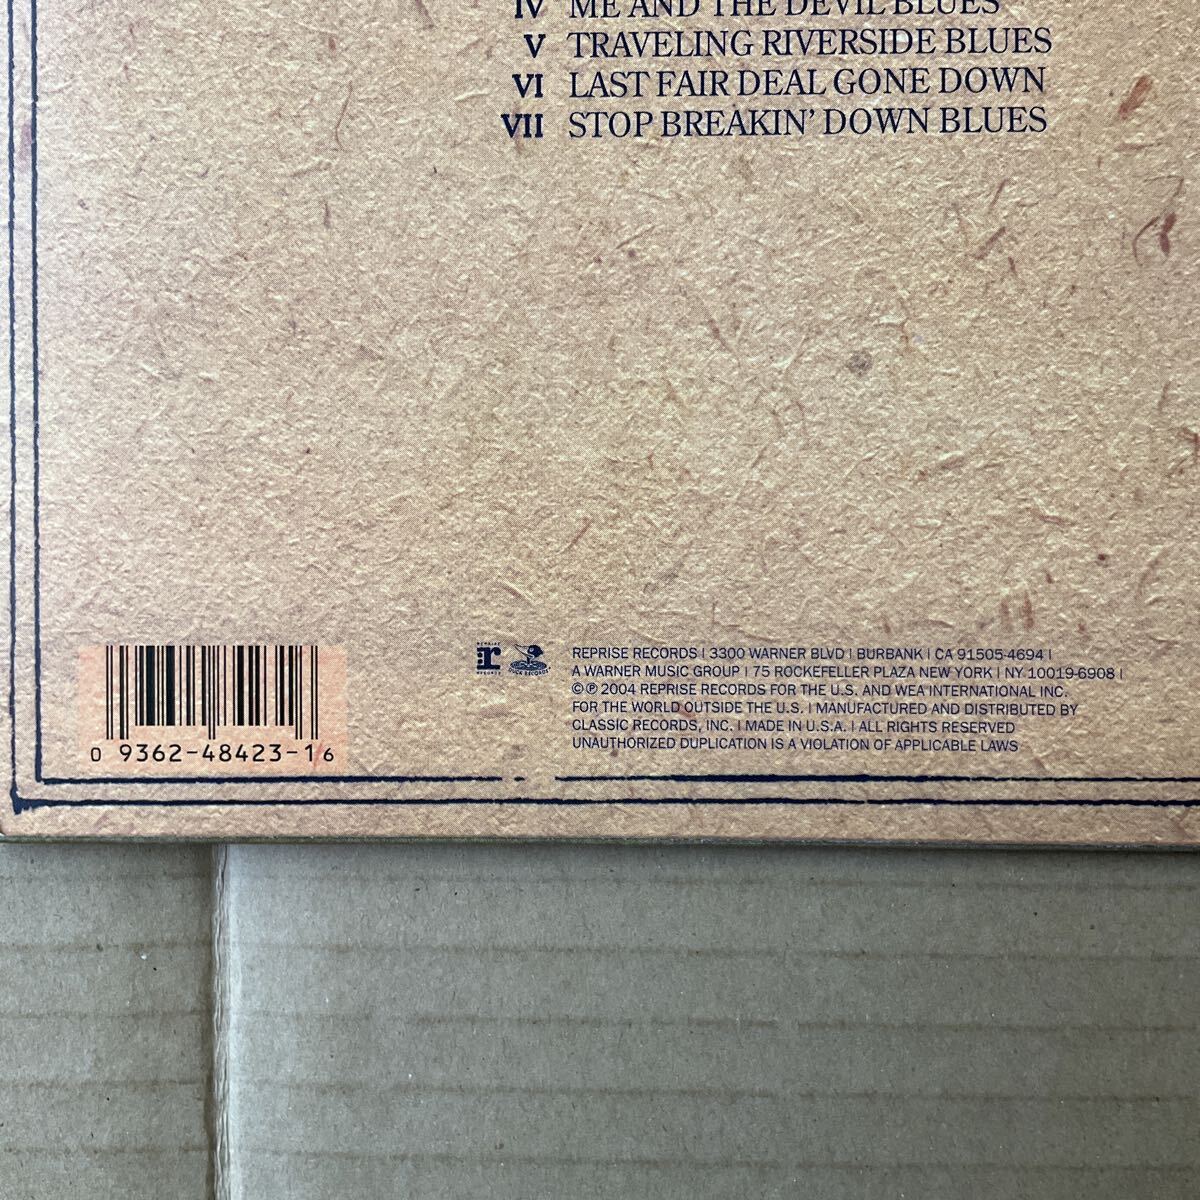 IV ME AND THE DEVIL BLUES
V TRAVELING RIVERSIDE BLUES
VI LAST FAIR DEAL GONE DOWN
VII STOP BREAKIN' DOWN BLUES
0 9362-48423-1 6
REPRISE
r
RECORDS
DUCK RECORDS
REPRISE RECORDS | 3300 WARNER BLVD | BURBANK | CA 91505-4694 |
A WARNER MUSIC GROUP | 75 ROCKEFELLER PLAZA NEW YORK | NY. 10019-6908 |
©℗ 2004 REPRISE RECORDS FOR THE U.S. AND WEA INTERNATIONAL INC.
FOR THE WORLD OUTSIDE THE U.S. | MANUFACTURED AND DISTRIBUTED BY
CLASSIC RECORDS, INC. | MADE IN U.S.A. | ALL RIGHTS RESERVED
UNAUTHORIZED DUPLICATION IS A VIOLATION OF APPLICABLE LAWS